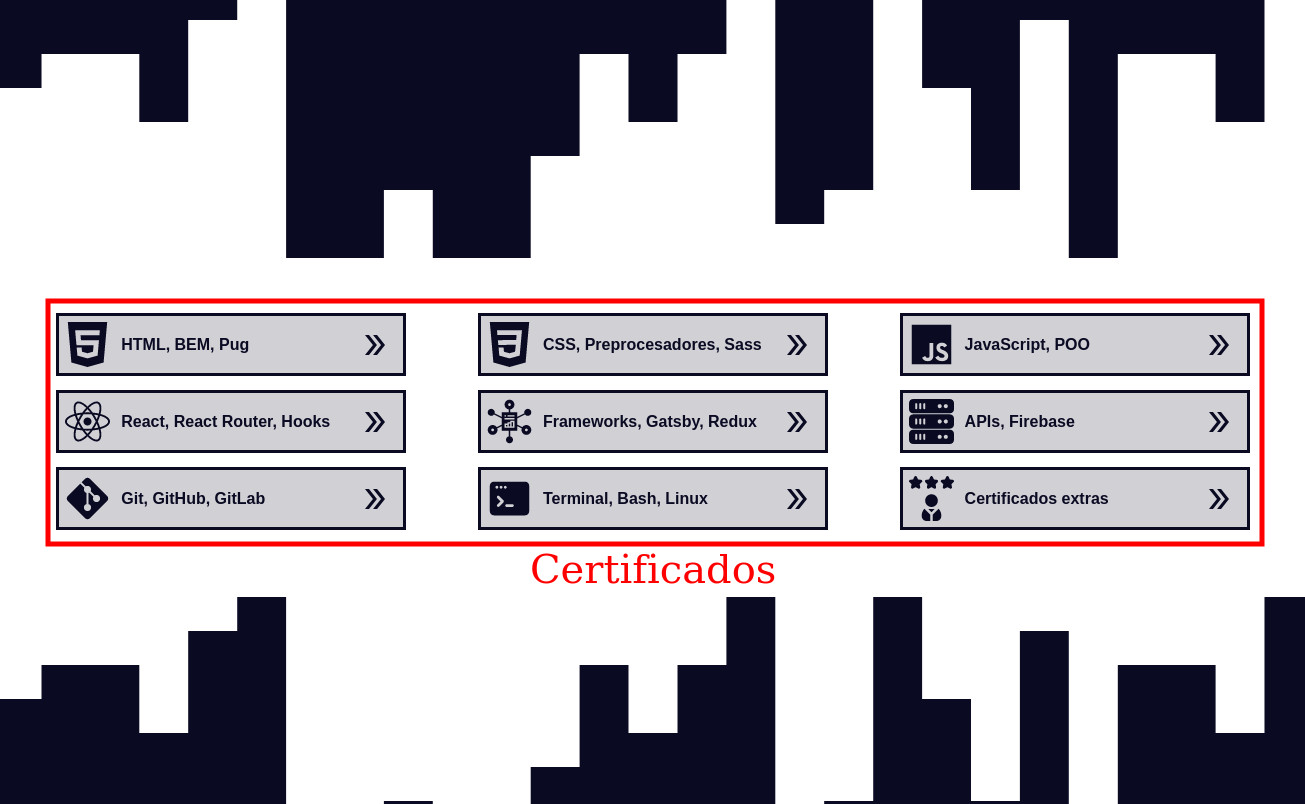 HTML, BEM, Pug
CSS, Preprocesadores, Sass
JS
JavaScript, POO
React, React Router, Hooks
Frameworks, Gatsby, Redux
APIs, Firebase
Git, GitHub, GitLab
Terminal, Bash, Linux
Certificados extras
Certificados